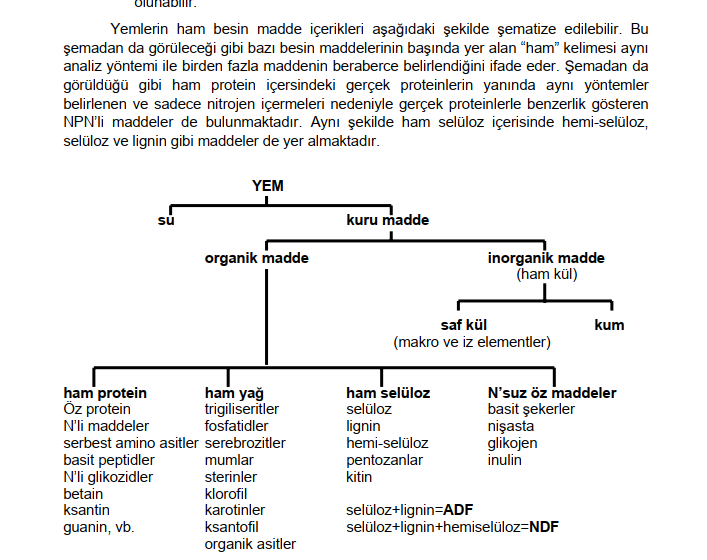 olunabilir.
Yemlerin ham besin madde içerikleri aşağıdaki şekilde şematize edilebilir. Bu
şemadan da görüleceği gibi bazı besin maddelerinin başında yer alan “ham” kelimesi aynı
analiz yöntemi ile birden fazla maddenin beraberce belirlendiğini ifade eder. Şemadan da
görüldüğü gibi ham protein içersindeki gerçek proteinlerin yanında aynı yöntemler
belirlenen ve sadece nitrojen içermeleri nedeniyle gerçek proteinlerle benzerlik gösteren
NPN’li maddeler de bulunmaktadır. Aynı şekilde ham selüloz içerisinde hemi-selüloz,
selüloz ve lignin gibi maddeler de yer almaktadır.
YEM
su kuru madde
organik madde inorganik madde
(ham kül)
saf kül kum
(makro ve iz elementler)
ham protein ham yağ ham selüloz N’suz öz maddeler
Öz protein trigiliseritler selüloz basit şekerler
N’li maddeler fosfatidler lignin nişasta
serbest amino asitler serebrozitler hemi-selüloz glikojen
basit peptidler mumlar pentozanlar inulin
N’li glikozidler sterinler kitin
betain klorofil
ksantin karotinler selüloz+lignin=ADF
guanin, vb. ksantofil selüloz+lignin+hemiselüloz=NDF
organik asitler